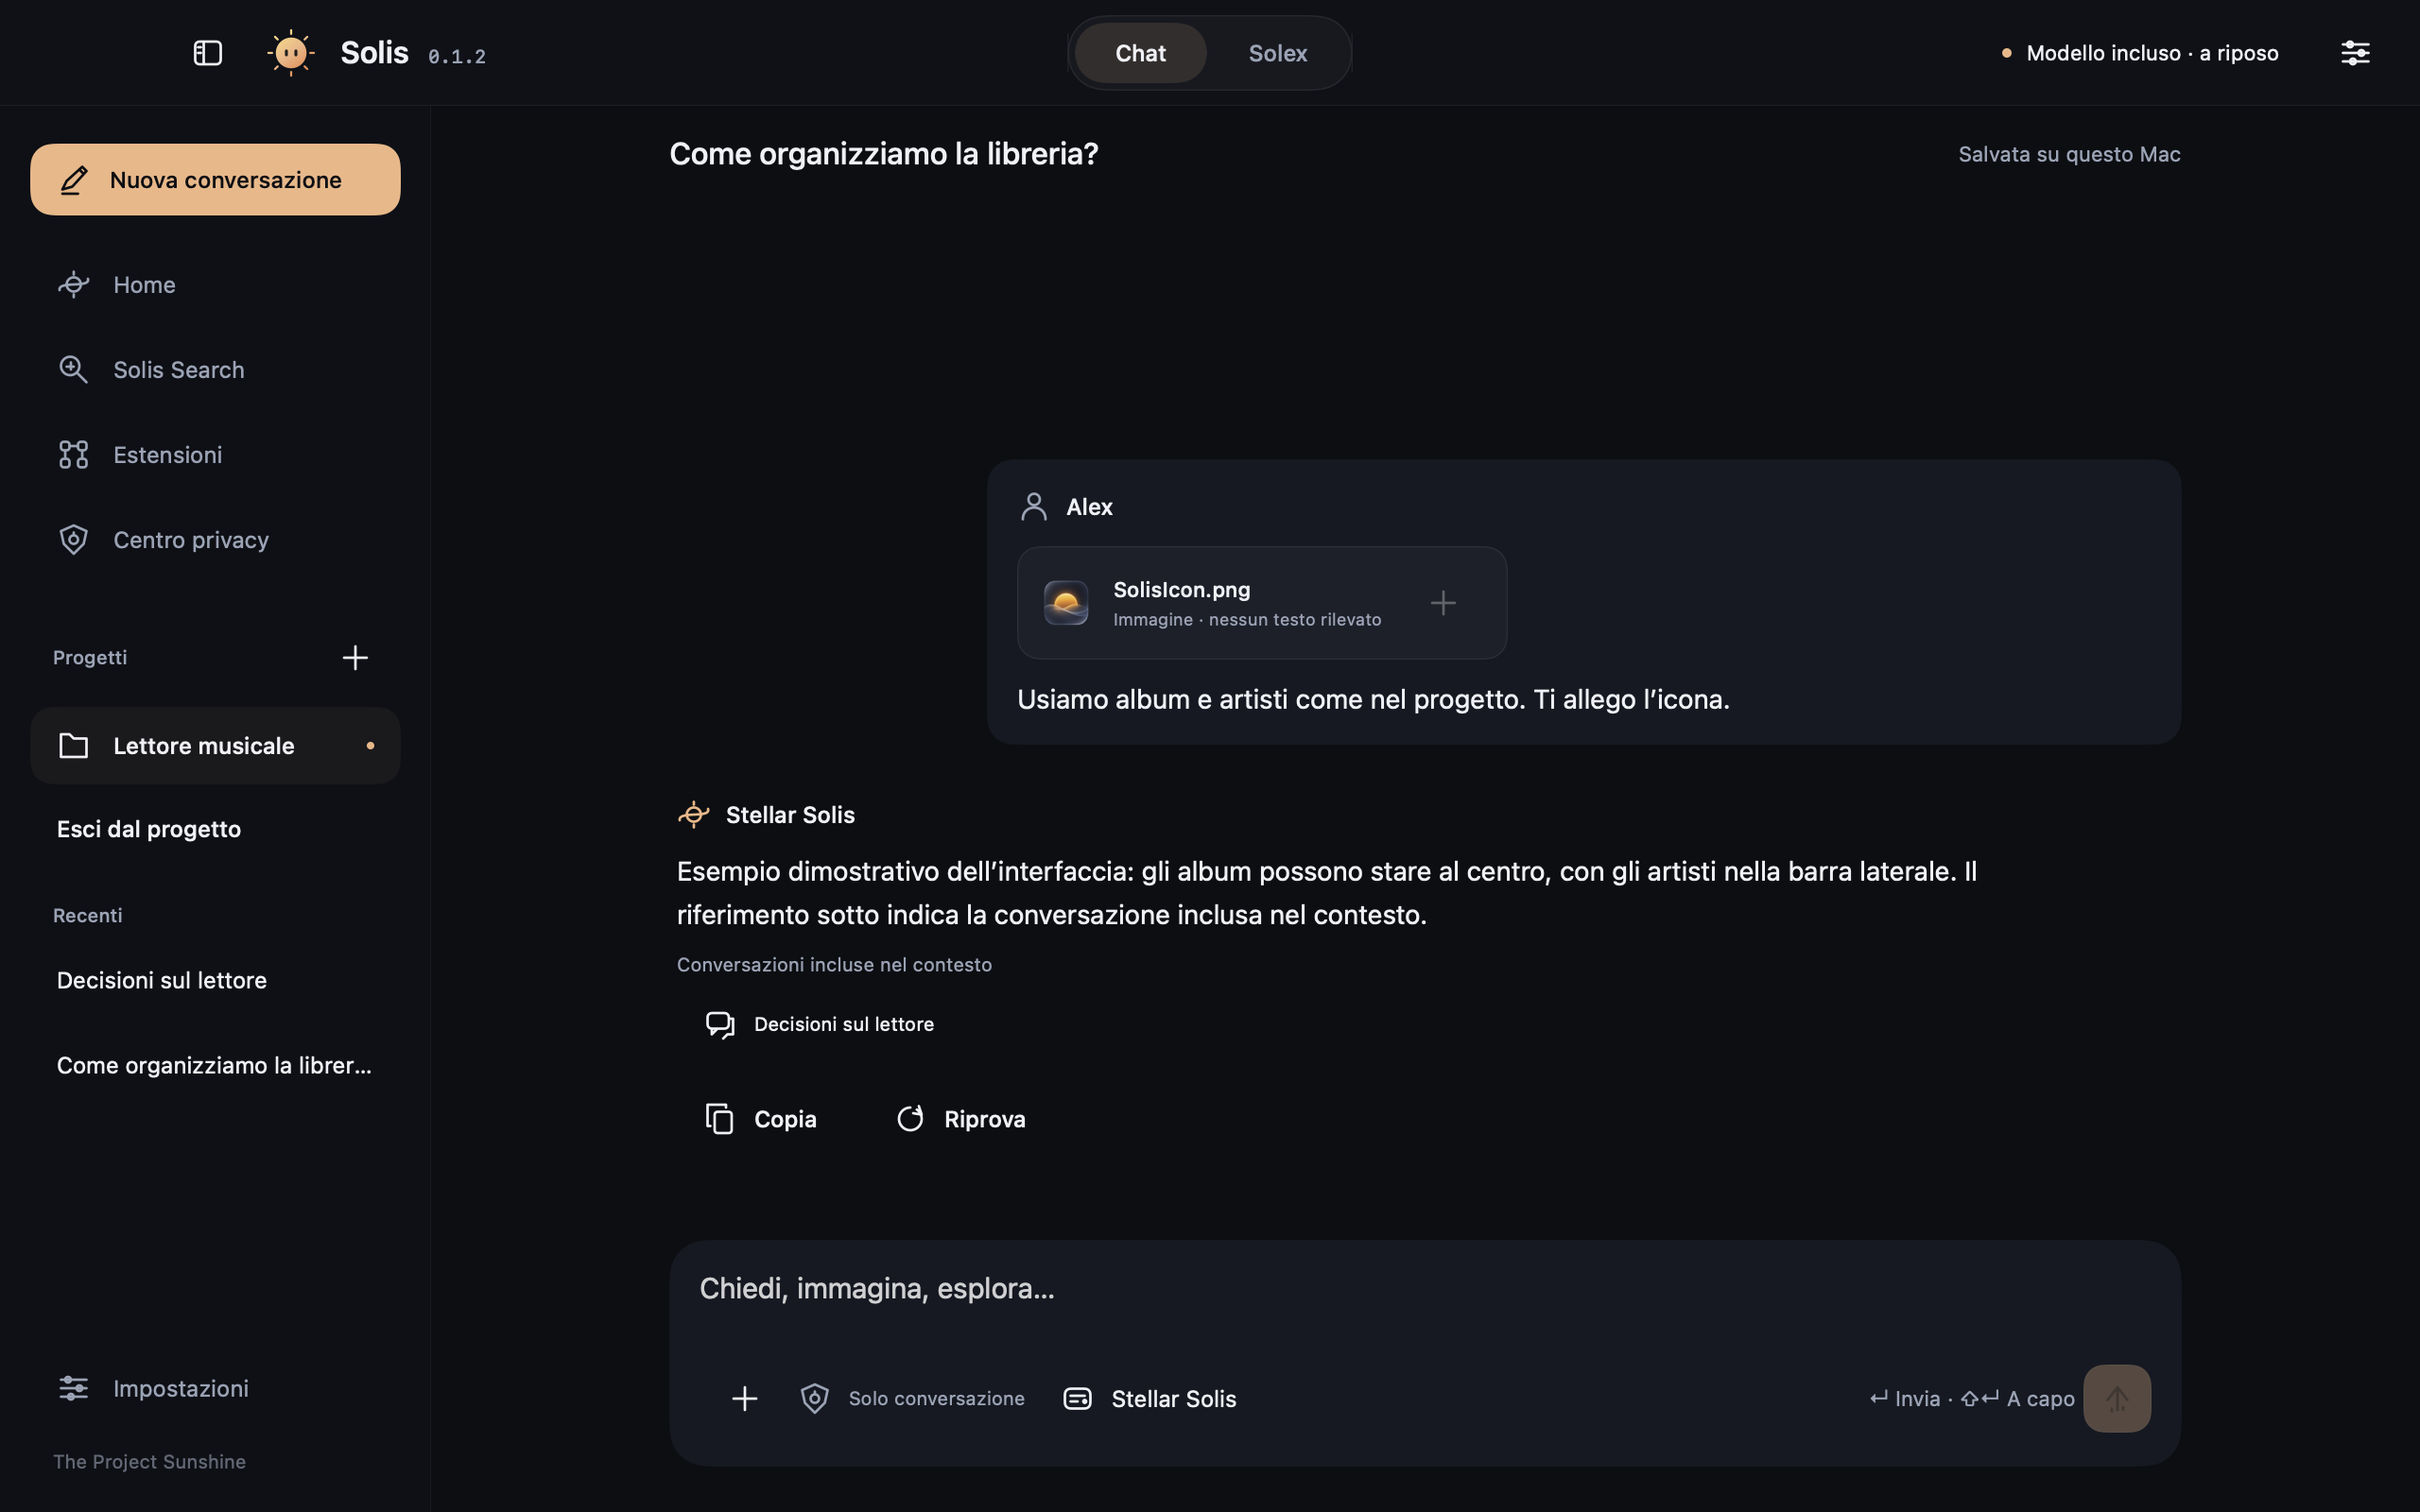 Solis 0.1.2
Chat
Solex
Modello incluso · a riposo
Nuova conversazione
Home
Solis Search
Estensioni
Centro privacy
Progetti
Lettore musicale
Esci dal progetto
Recenti
Decisioni sul lettore
Come organizziamo la librer...
Impostazioni
The Project Sunshine
Come organizziamo la libreria?
Salvata su questo Mac
Alex
SolisIcon.png
Immagine · nessun testo rilevato
Usiamo album e artisti come nel progetto. Ti allego l’icona.
Stellar Solis
Esempio dimostrativo dell’interfaccia: gli album possono stare al centro, con gli artisti nella barra laterale. Il
riferimento sotto indica la conversazione inclusa nel contesto.
Conversazioni incluse nel contesto
Decisioni sul lettore
Copia
Riprova
Chiedi, immagina, esplora...
Solo conversazione
Stellar Solis
↵ Invia · ⇧↵ A capo